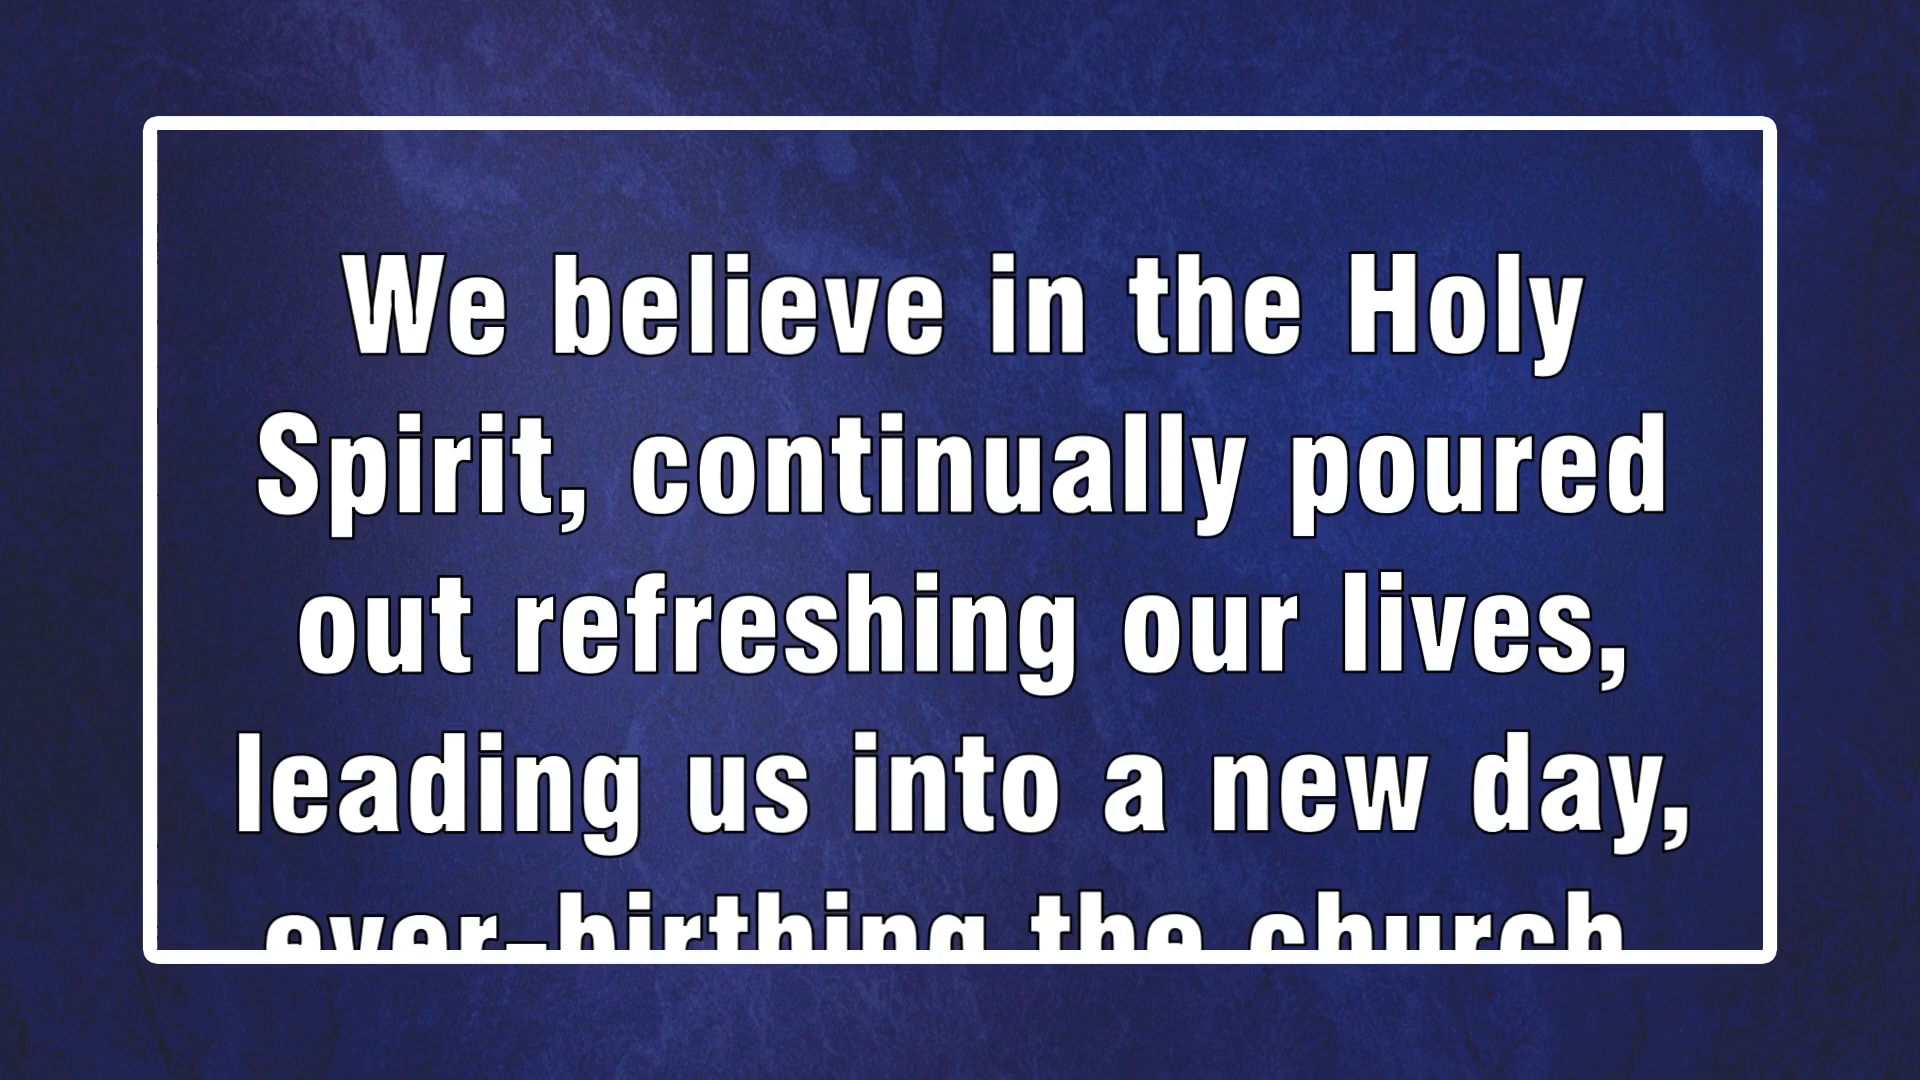 We believe in the Holy
Spirit, continually poured
out refreshing our lives,
leading us into a new day,
ever-birthing the church